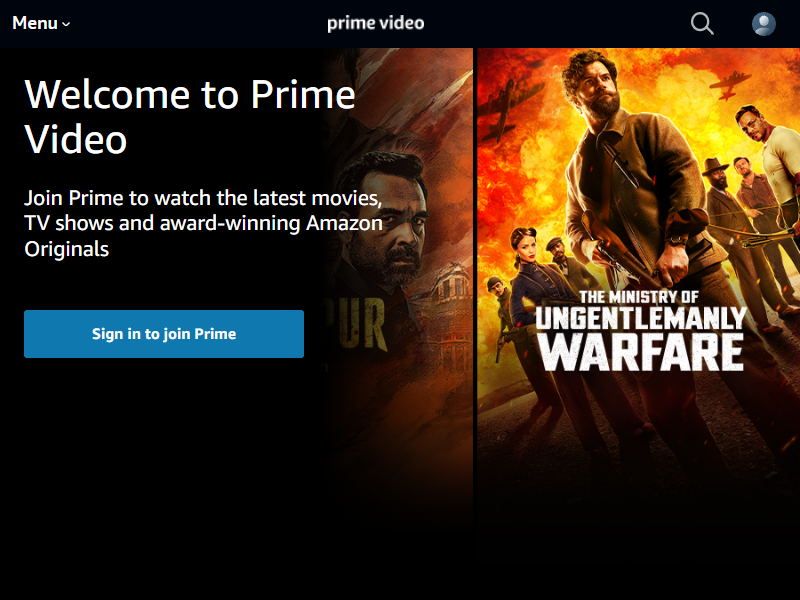 Menu
prime video
Welcome to Prime
Video
Join Prime to watch the latest movies,
TV shows and award-winning Amazon
Originals
Sign in to join Prime
PUR
THE MINISTRY OF
UNGENTLEMANLY
WARFARE